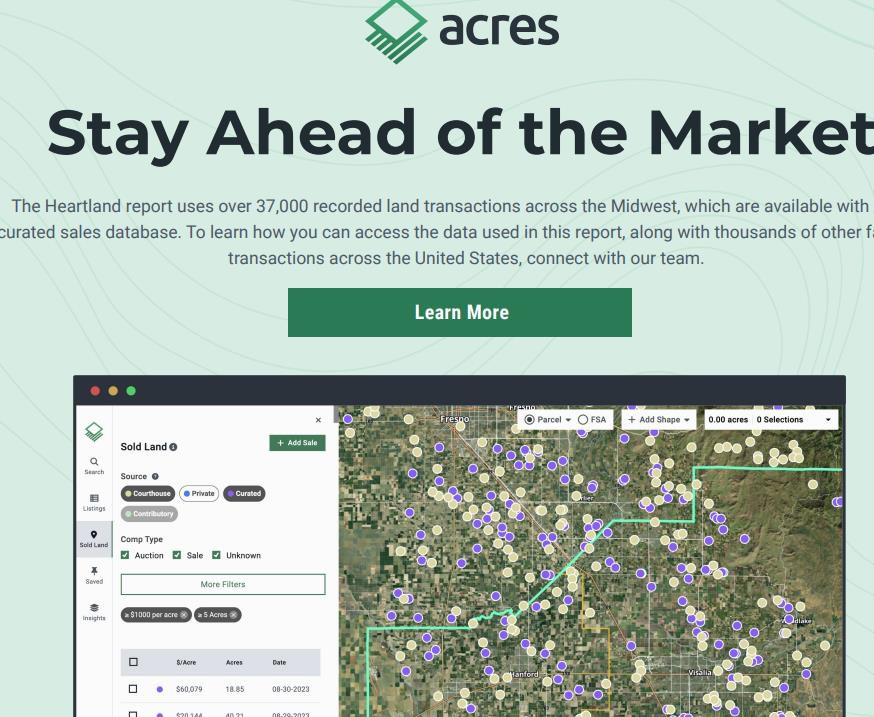 acres
Stay Ahead of the Market
The Heartland report uses over 37,000 recorded land transactions across the Midwest, which are available with
curated sales database. To learn how you can access the data used in this report, along with thousands of other fa
transactions across the United States, connect with our team.
Learn More
Fresno
Fresno
Parcel FSA + Add Shape 0.00 acres 0 Selections
Sold Land
+ Add Sale
Search
Source
Courthouse Private Curated
Contributory
Listings
Sold Land
Comp Type
Auction Sale Unknown
Saved
More Filters
Insights
≥ $1000 per acre ≥ 5 Acres
Hanford
Visalia
$/Acre Acres Date
$60,079 18.85 08-30-2023
$20,144 40.21 08-29-2023